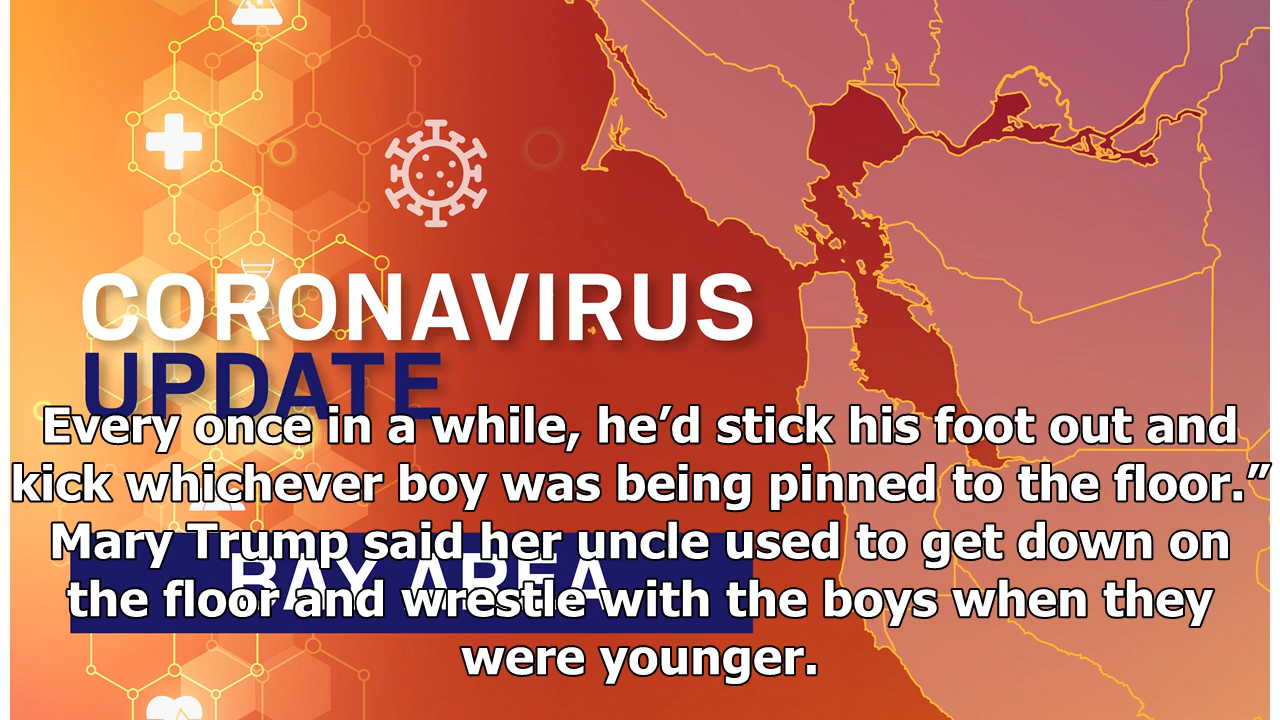 CORONAVIRUS
UPDATE
Every once in a while, he’d stick his foot out and
kick whichever boy was being pinned to the floor.”
Mary Trump said her uncle used to get down on
BAY AREA
the floor and wrestle with the boys when they
were younger.